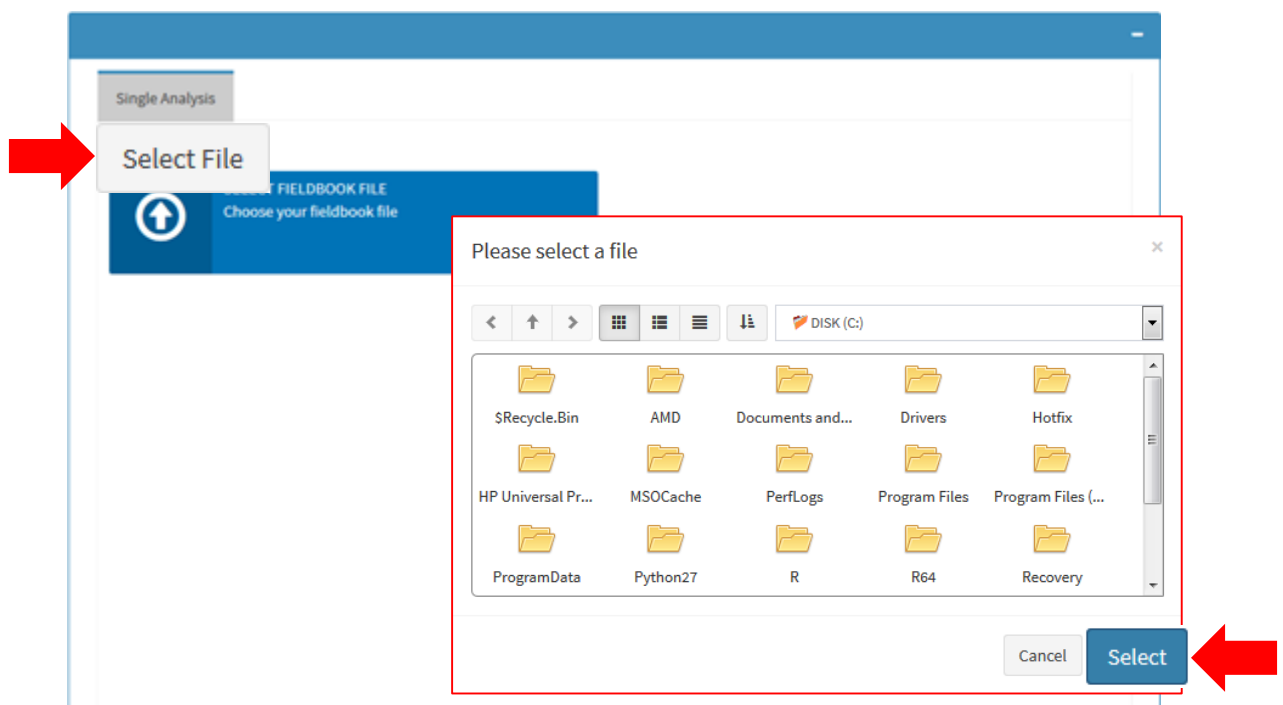 Single Analysis
Select File
FIELDBOOK FILE
Choose your fieldbook file
Please select a file
DISK (C:)
$Recycle.Bin AMD Documents and... Drivers Hotfix
HP Universal Pr... MSOCache PerfLogs Program Files Program Files (...
ProgramData Python27 R R64 Recovery
Cancel Select